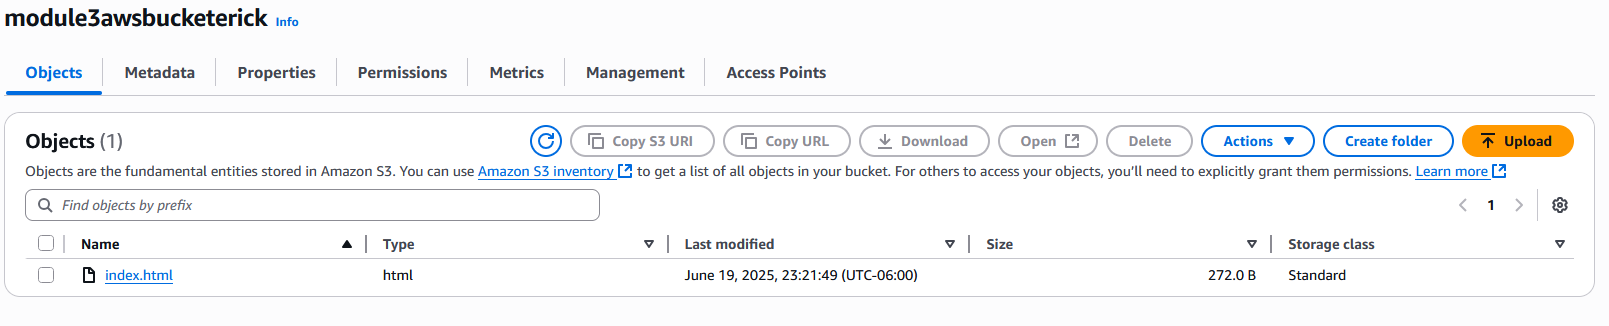 module3awsbucketerick Info
Objects Metadata Properties Permissions Metrics Management Access Points
Objects (1) Copy S3 URI Copy URL Download Open Delete Actions Create folder Upload
Objects are the fundamental entities stored in Amazon S3. You can use Amazon S3 inventory to get a list of all objects in your bucket. For others to access your objects, you’ll need to explicitly grant them permissions. Learn more
Find objects by prefix 1
Name Type Last modified Size Storage class
index.html html June 19, 2025, 23:21:49 (UTC-06:00) 272.0 B Standard